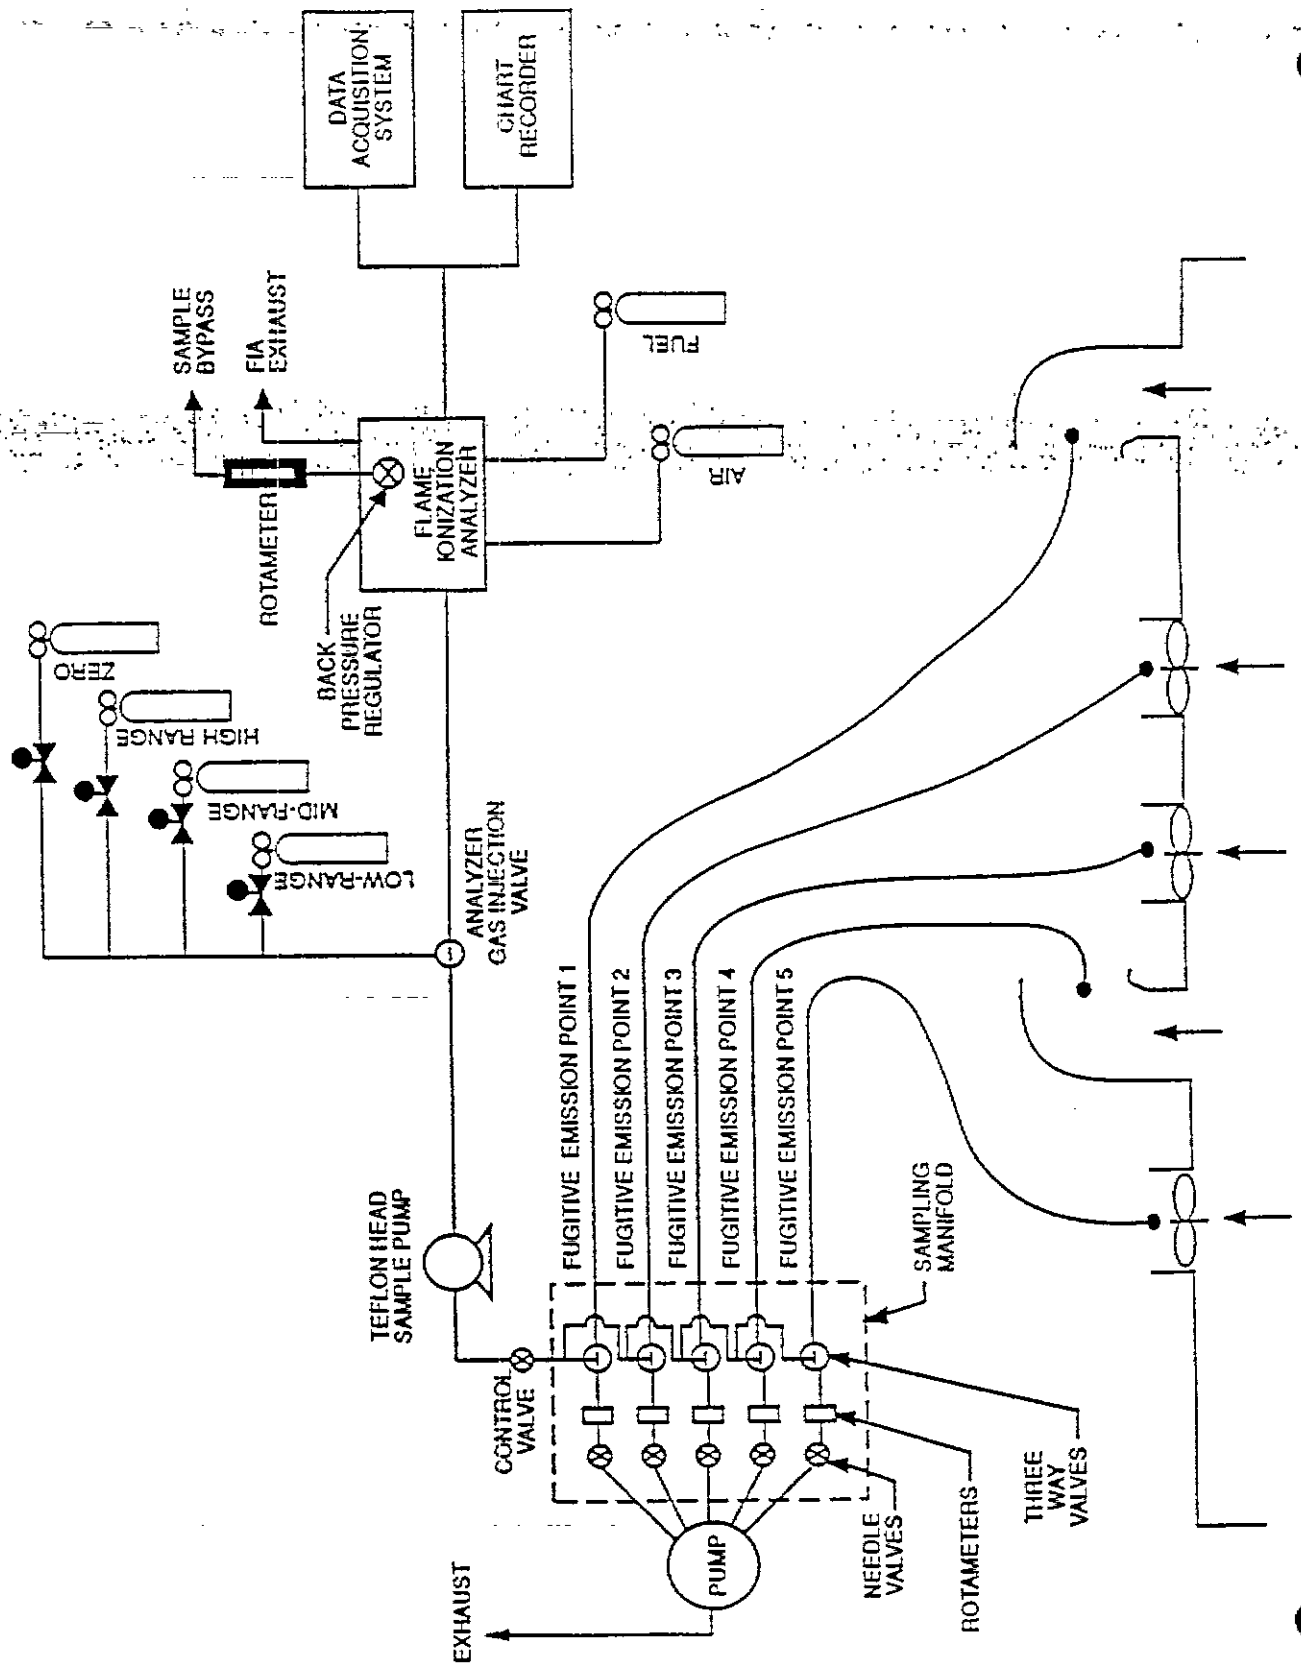 EXHAUST
PUMP
NEEDLE
VALVES
ROTAMETERS
THREE
WAY
VALVES
SAMPLING
MANIFOLD
CONTROL
VALVE
TEFLON HEAD
SAMPLE PUMP
FUGITIVE EMISSION POINT 1
FUGITIVE EMISSION POINT 2
FUGITIVE EMISSION POINT 3
FUGITIVE EMISSION POINT 4
FUGITIVE EMISSION POINT 5
ANALYZER
GAS INJECTION
VALVE
LOW-RANGE
MID-RANGE
HIGH RANGE
ZERO
BACK
PRESSURE
REGULATOR
ROTAMETER
FLAME
IONIZATION
ANALYZER
SAMPLE
BYPASS
FIA
EXHAUST
AIR
FUEL
DATA
ACQUISITION
SYSTEM
CHART
RECORDER